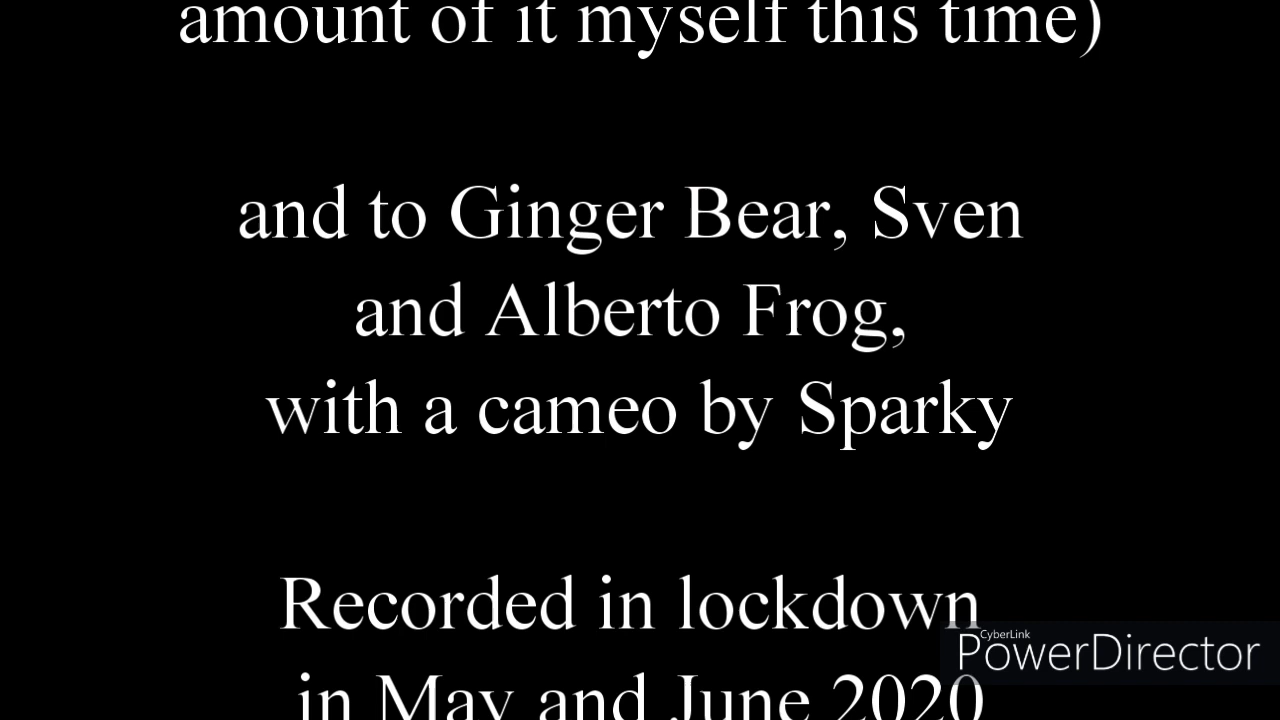 amount of it myself this time)
and to Ginger Bear, Sven
and Alberto Frog,
with a cameo by Sparky
Recorded in lockdown
in May and June 2020
CyberLink
PowerDirector